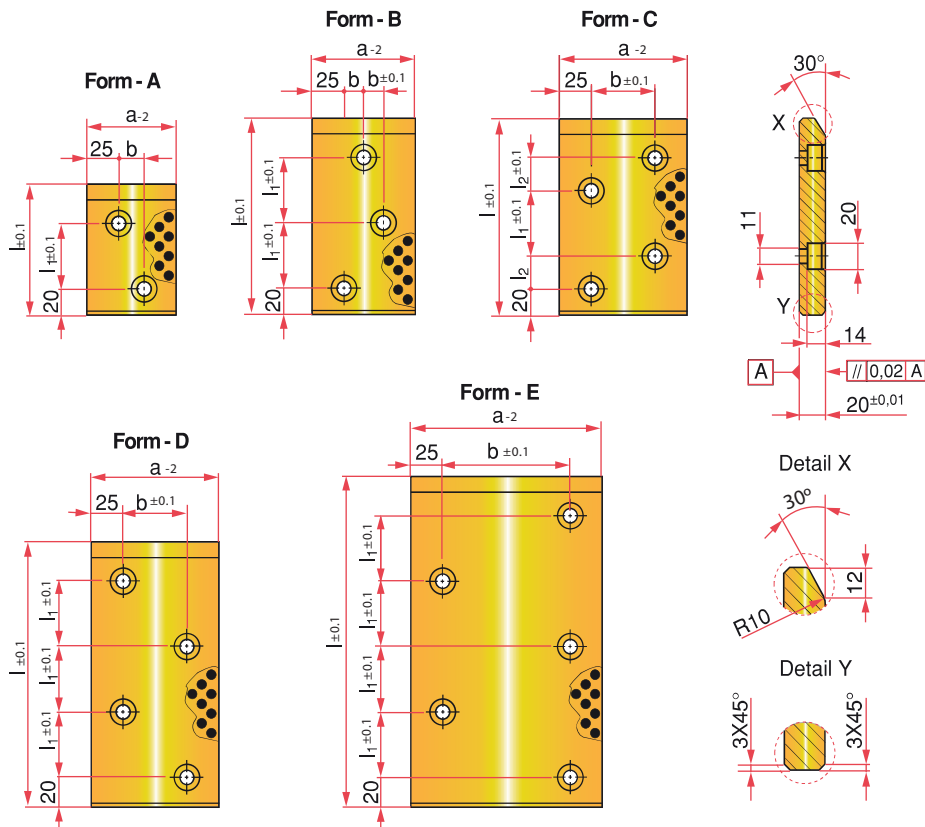 Form - A
a -2
25 b
l±0.1
l1±0.1
20
Form - B
a -2
25 b b±0.1
l±0.1
l1±0.1
l1±0.1
20
Form - C
a -2
25 b±0.1
l±0.1
l2±0.1
l1±0.1
l2
20
30°
X
11
20
Y
14
A
// 0,02 A
20±0,01
Form - D
a -2
25 b±0.1
l±0.1
l1±0.1
l1±0.1
l1±0.1
20
Form - E
a -2
25 b ±0.1
l±0.1
l1±0.1
l1±0.1
l1±0.1
l1±0.1
20
Detail X
30°
12
R10
Detail Y
3X45° 3X45°